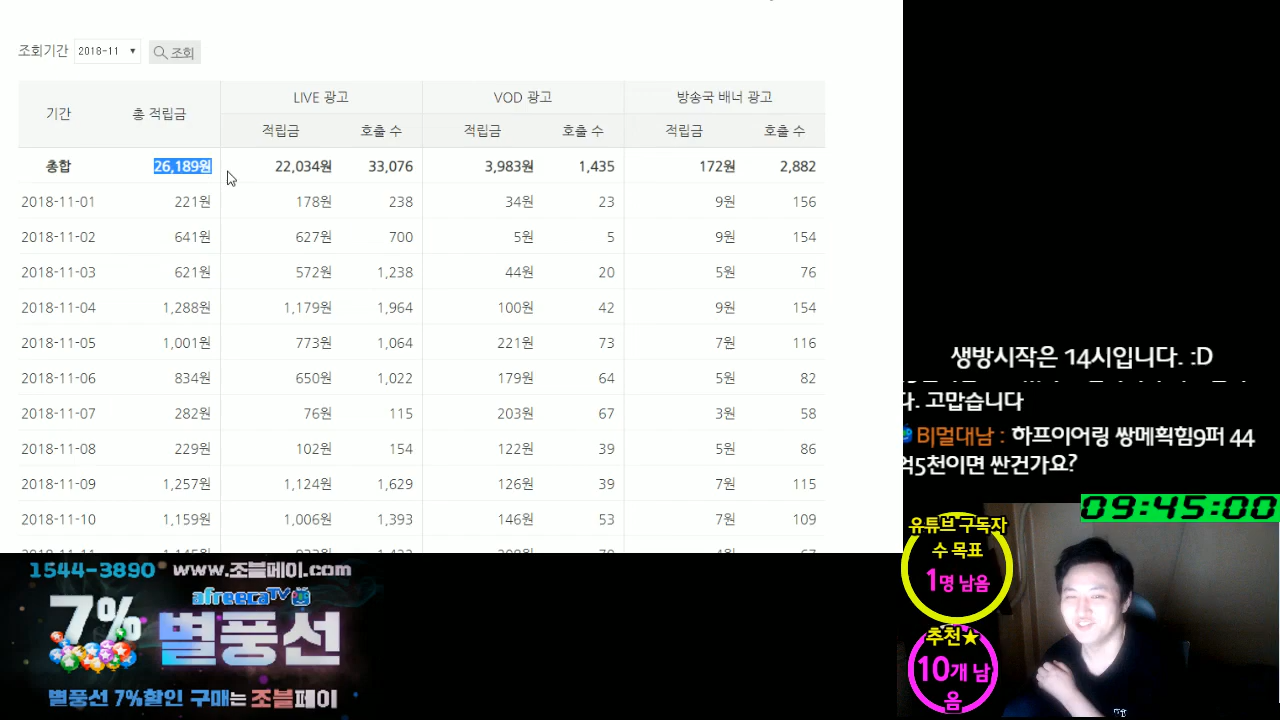 조회기간 2018-11 ▼ 조회
기간 총 적립금 LIVE 광고 VOD 광고 방송국 배너 광고
적립금 호출 수 적립금 호출 수 적립금 호출 수
총합 26,189원 22,034원 33,076 3,983원 1,435 172원 2,882
2018-11-01 221원 178원 238 34원 23 9원 156
2018-11-02 641원 627원 700 5원 5 9원 154
2018-11-03 621원 572원 1,238 44원 20 5원 76
2018-11-04 1,288원 1,179원 1,964 100원 42 9원 154
2018-11-05 1,001원 773원 1,064 221원 73 7원 116
2018-11-06 834원 650원 1,022 179원 64 5원 82
2018-11-07 282원 76원 115 203원 67 3원 58
2018-11-08 229원 102원 154 122원 39 5원 86
2018-11-09 1,257원 1,124원 1,629 126원 39 7원 115
2018-11-10 1,159원 1,006원 1,393 146원 53 7원 109
생방시작은 14시입니다. :D
다. 고맙습니다
비멀대남 : 하프이어링 쌍메획힘9퍼 44
억5천이면 싼건가요?
09:45:00
유튜브 구독자
수 목표
1명 남음
추천★
10개 남
음
1544-3890 www.조블페이.com
afreecaTV
7% 별풍선
별풍선 7%할인 구매는 조블페이